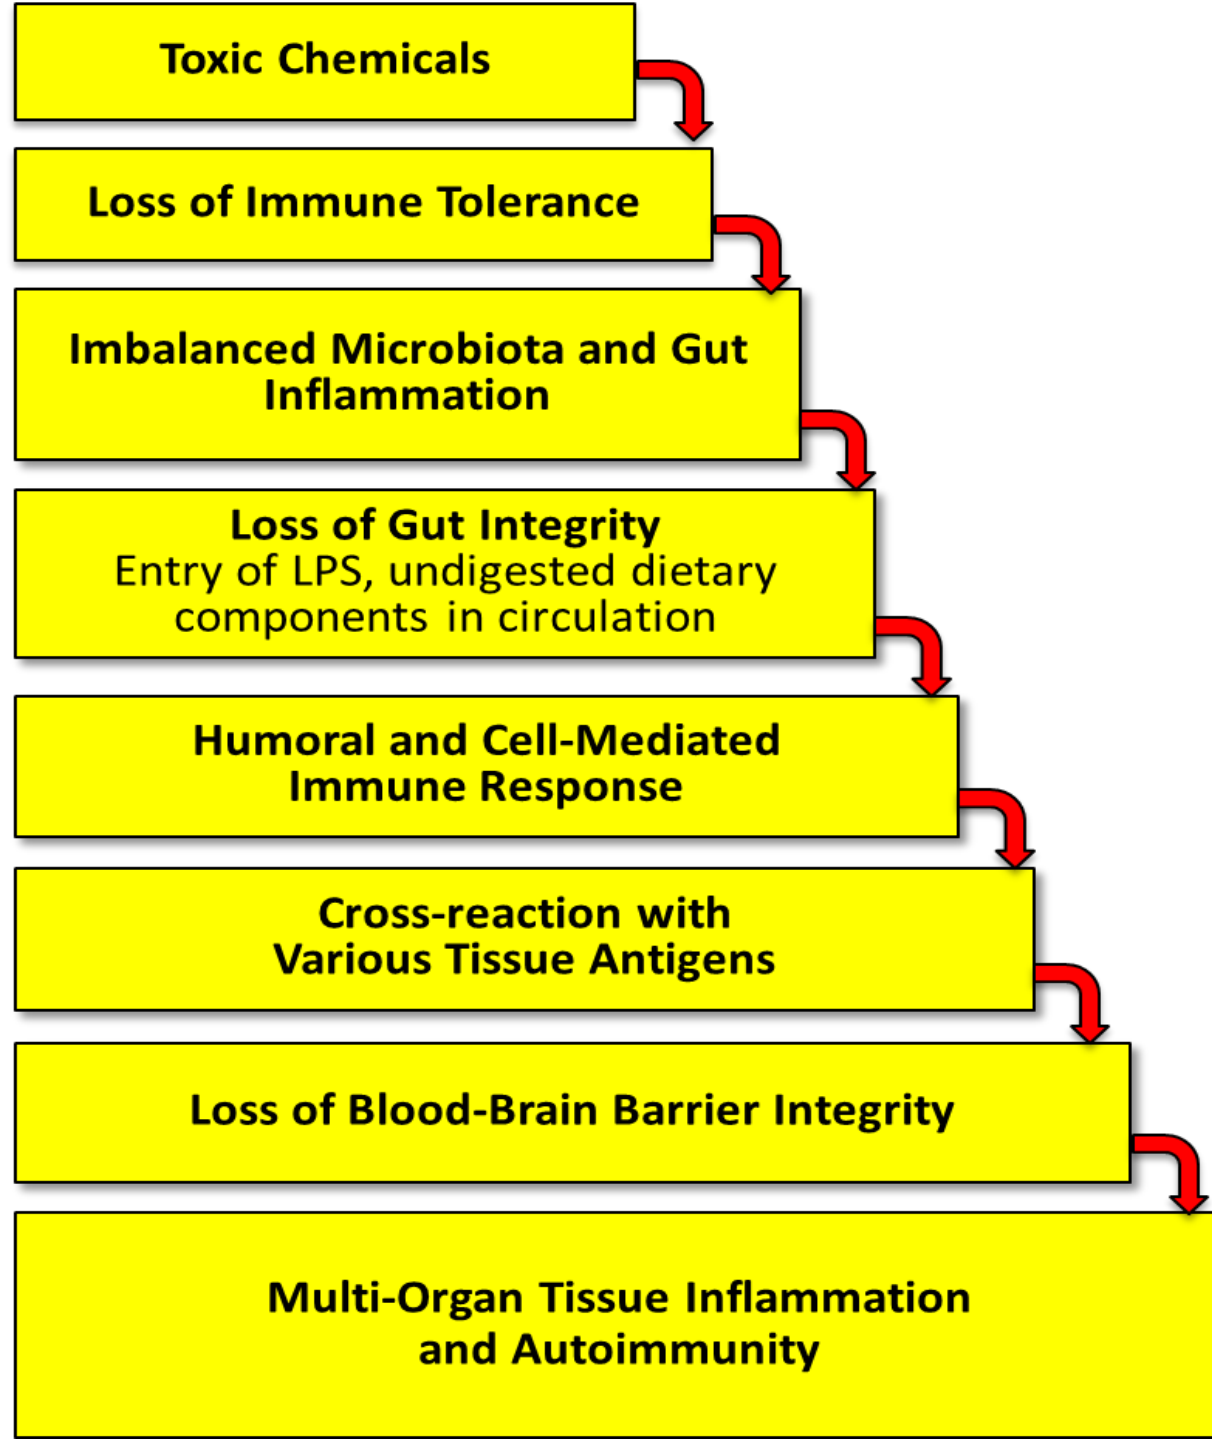 Toxic Chemicals
Loss of Immune Tolerance
Imbalanced Microbiota and Gut
Inflammation
Loss of Gut Integrity
Entry of LPS, undigested dietary
components in circulation
Humoral and Cell-Mediated
Immune Response
Cross-reaction with
Various Tissue Antigens
Loss of Blood-Brain Barrier Integrity
Multi-Organ Tissue Inflammation
and Autoimmunity